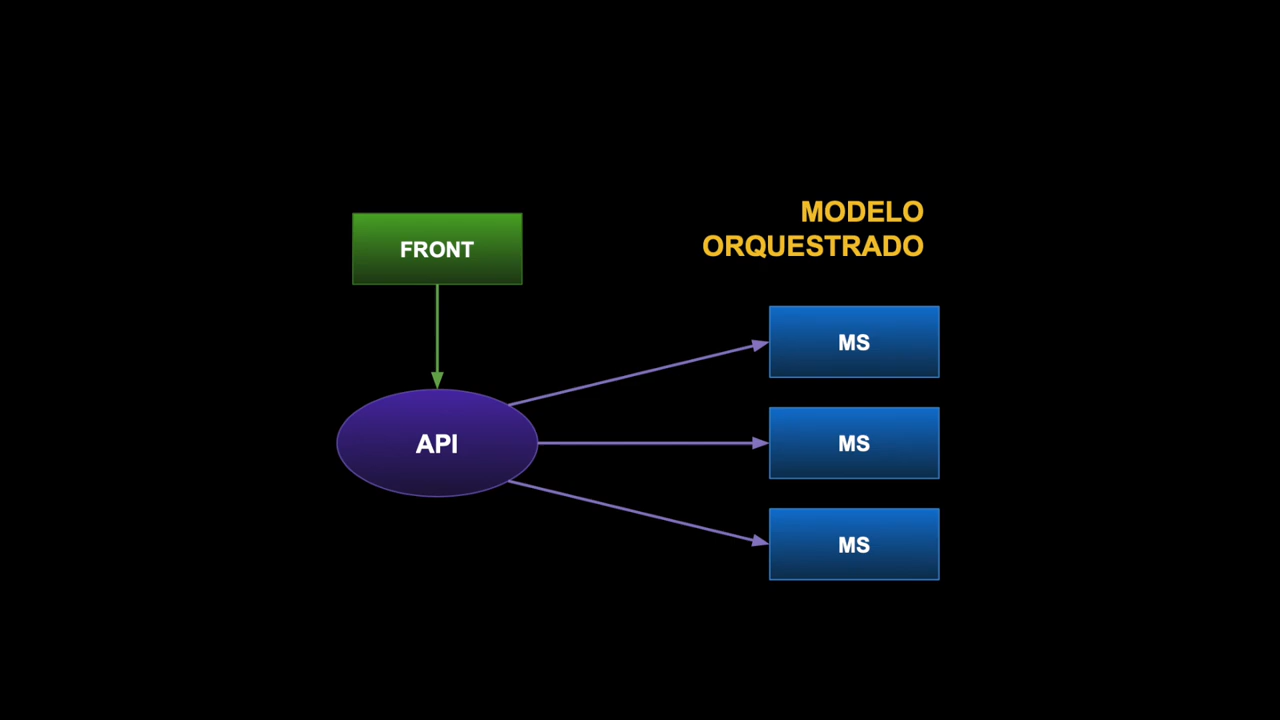 MODELO
ORQUESTRADO
FRONT
MS
API
MS
MS